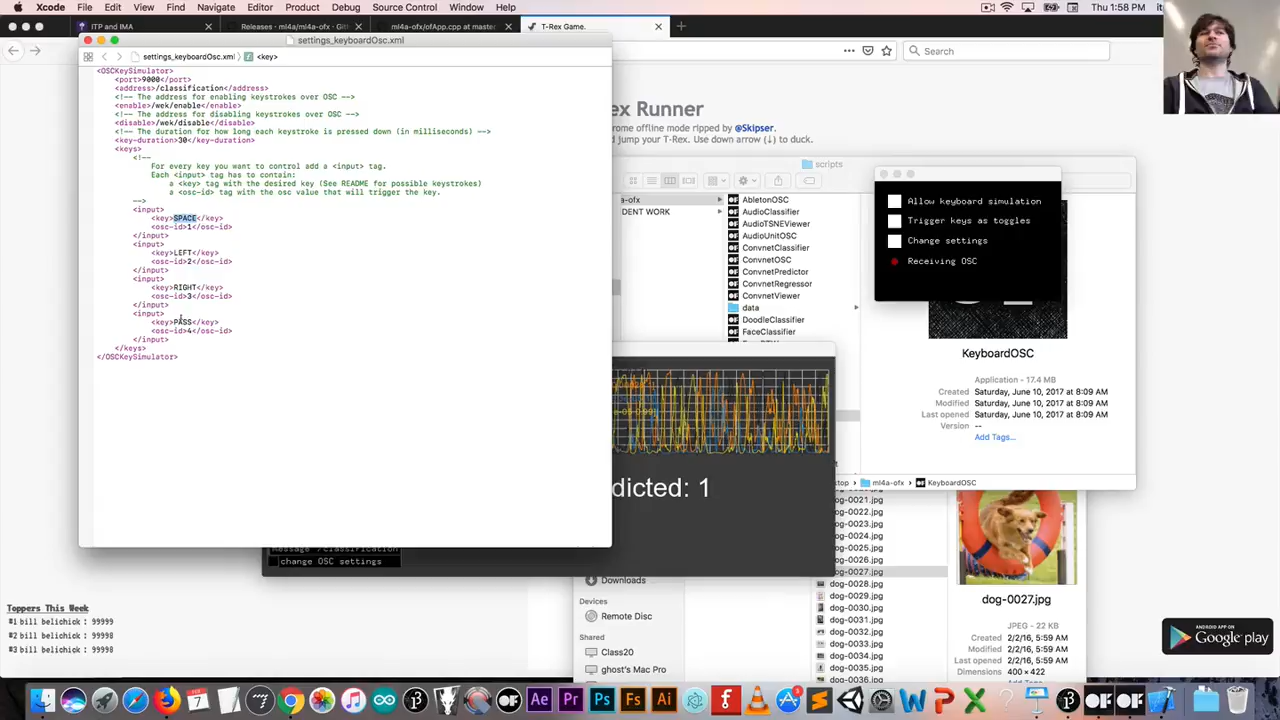 Xcode File Edit View Find Navigate Editor Product Debug Source Control Window Help
Thu 1:58 PM
ITP and IMA
Releases · ml4a/ml4a-ofx · Git
ml4a-ofx/ofApp.cpp at master
T-Rex Game.
Search
settings_keyboardOsc.xml
settings_keyboardOsc.xml
<key>
<OSCKeySimulator>
<port>9000</port>
<address>/classification</address>
<!-- The address for enabling keystrokes over OSC -->
<enable>/wek/enable</enable>
<!-- The address for disabling keystrokes over OSC -->
<disable>/wek/disable</disable>
<!-- The duration for how long each keystroke is pressed down (in milliseconds) -->
<key-duration>30</key-duration>
<keys>
<!--
For every key you want to control add a <input> tag.
Each <input> tag has to contain:
a <key> tag with the desired key (See README for possible keystrokes)
a <osc-id> tag with the osc value that will trigger the key.
-->
<input>
<key>SPACE</key>
<osc-id>1</osc-id>
</input>
<input>
<key>LEFT</key>
<osc-id>2</osc-id>
</input>
<input>
<key>RIGHT</key>
<osc-id>3</osc-id>
</input>
<input>
<key>PASS</key>
<osc-id>4</osc-id>
</input>
</keys>
</OSCKeySimulator>
ex Runner
rome offline mode ripped by @Skipser.
d jump your T-Rex. Use down arrow (↓) to duck.
scripts
a-ofx
DENT WORK
AbletonOSC
AudioClassifier
AudioTSNEViewer
AudioUnitOSC
ConvnetClassifier
ConvnetOSC
ConvnetPredictor
ConvnetRegressor
ConvnetViewer
data
DoodleClassifier
FaceClassifier
Allow keyboard simulation
Trigger keys as toggles
Change settings
Receiving OSC
KeyboardOSC
Application - 17.4 MB
Created Saturday, June 10, 2017 at 8:09 AM
Modified Saturday, June 10, 2017 at 8:09 AM
Last opened Saturday, June 10, 2017 at 8:09 AM
Version --
Add Tags...
ktop ml4a-ofx KeyboardOSC
dicted: 1
change OSC settings
Downloads
Devices
Remote Disc
Shared
Class20
ghost's Mac Pro
og-0022.jpg
og-0023.jpg
og-0024.jpg
og-0025.jpg
og-0026.jpg
og-0027.jpg
dog-0028.jpg
dog-0029.jpg
dog-0030.jpg
dog-0031.jpg
dog-0032.jpg
dog-0033.jpg
dog-0034.jpg
dog-0035.jpg
dog-0036.jpg
dog-0027.jpg
JPEG - 22 KB
Created 2/2/16, 5:59 AM
Modified 2/2/16, 5:59 AM
Last opened 2/2/16, 5:59 AM
Dimensions 400 × 422
Add Tags...
Toppers This Week
#1 bill belichick : 99999
#2 bill belichick : 99998
#3 bill belichick : 99998
ANDROID APP ON
Google play